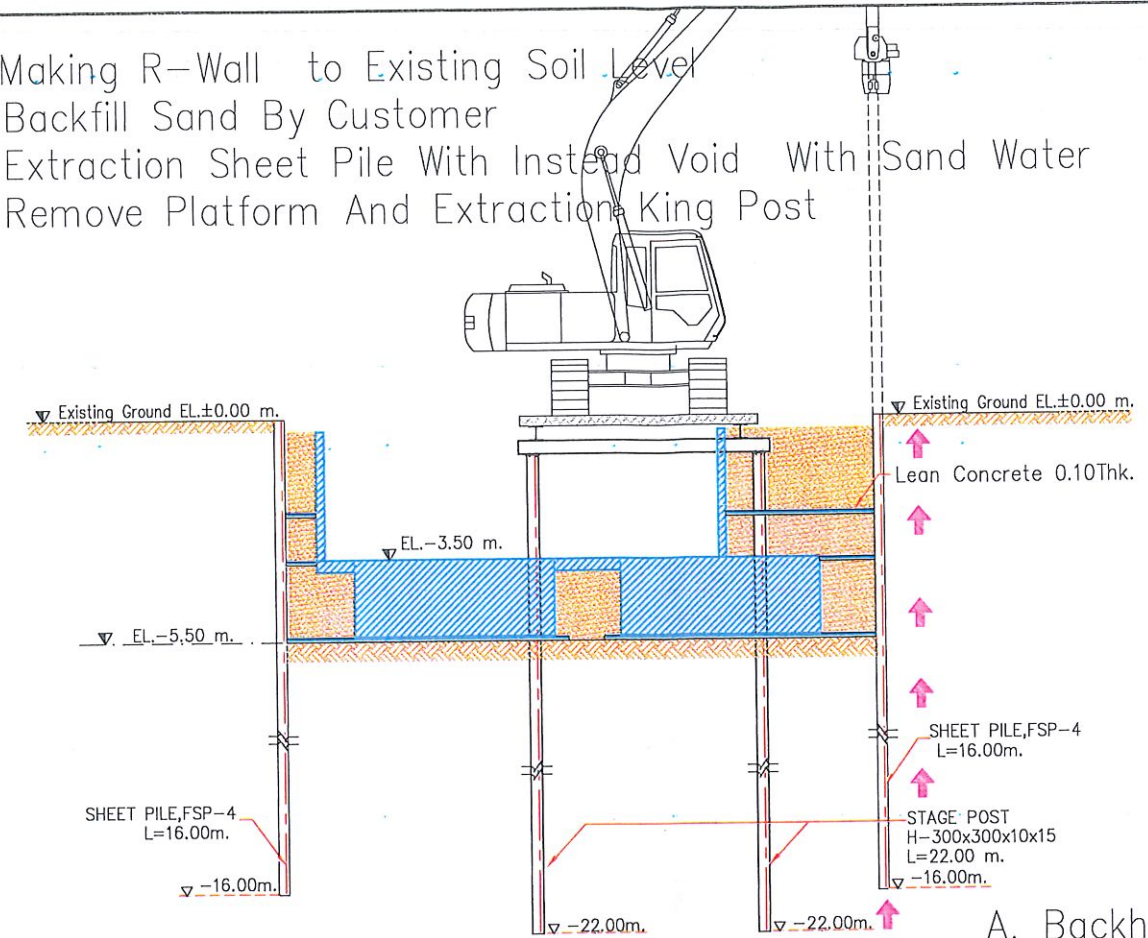 Making R-Wall to Existing Soil Level
Backfill Sand By Customer
Extraction Sheet Pile With Instead Void With Sand Water
Remove Platform And Extraction King Post
Existing Ground EL.±0.00 m.
Existing Ground EL.±0.00 m.
Lean Concrete 0.10Thk.
EL.-3.50 m.
EL.-5.50 m.
SHEET PILE,FSP-4
L=16.00m.
SHEET PILE,FSP-4
L=16.00m.
STAGE POST
H-300x300x10x15
L=22.00 m.
-16.00m.
-16.00m.
-22.00m.
-22.00m.
A. Backh